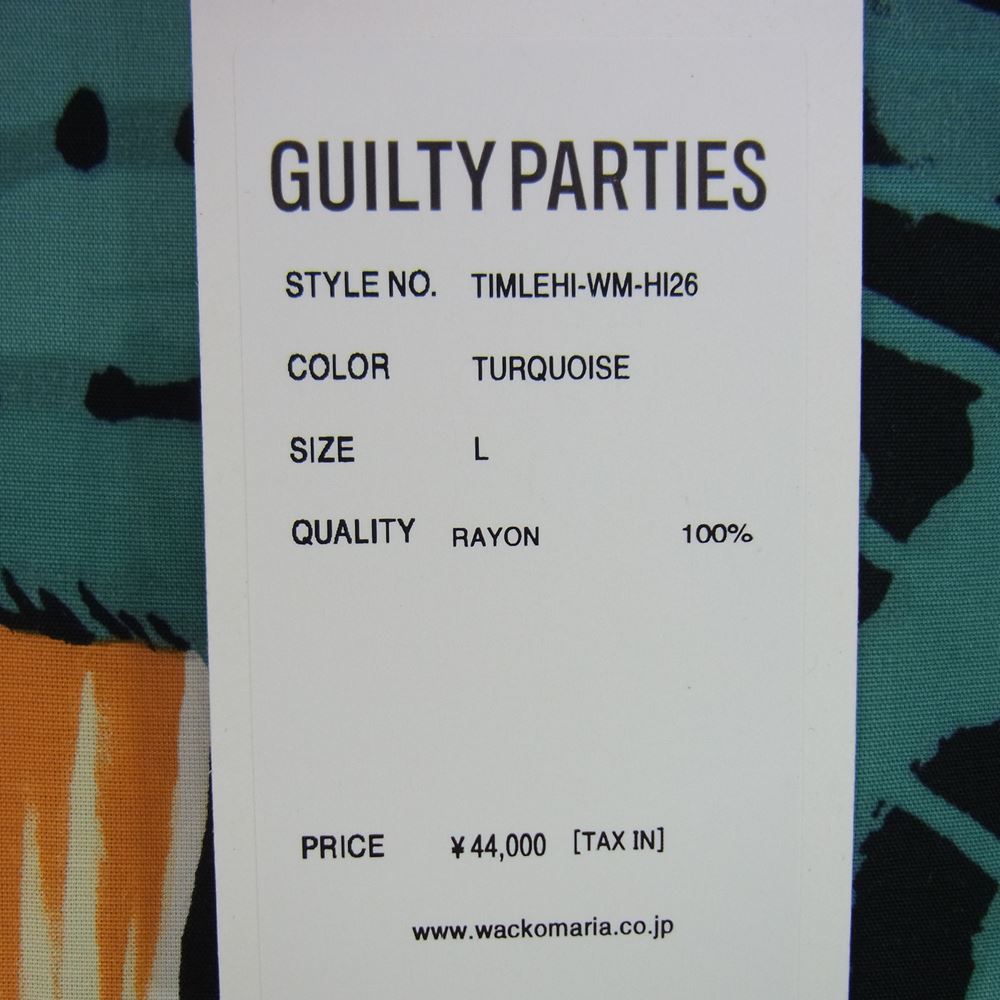 GUILTY PARTIES
STYLE NO. TIMLEHI-WM-HI26
COLOR TURQUOISE
SIZE L
QUALITY RAYON 100%
PRICE ¥44,000 [TAX IN]
www.wackomaria.co.jp